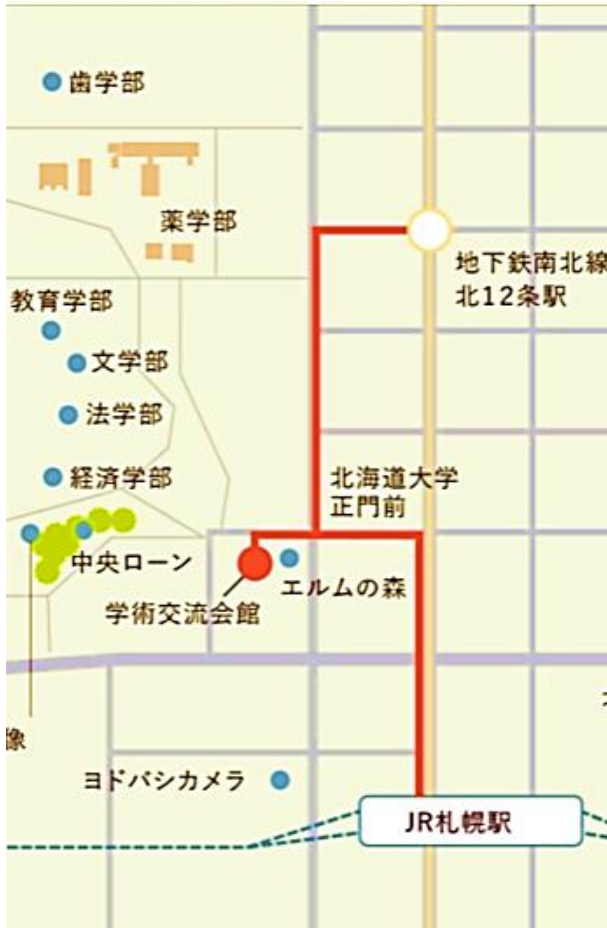 歯学部
薬学部
地下鉄南北線
北12条駅
教育学部
文学部
法学部
経済学部
北海道大学
正門前
中央ローン
エルムの森
学術交流会館
像
ヨドバシカメラ
JR札幌駅